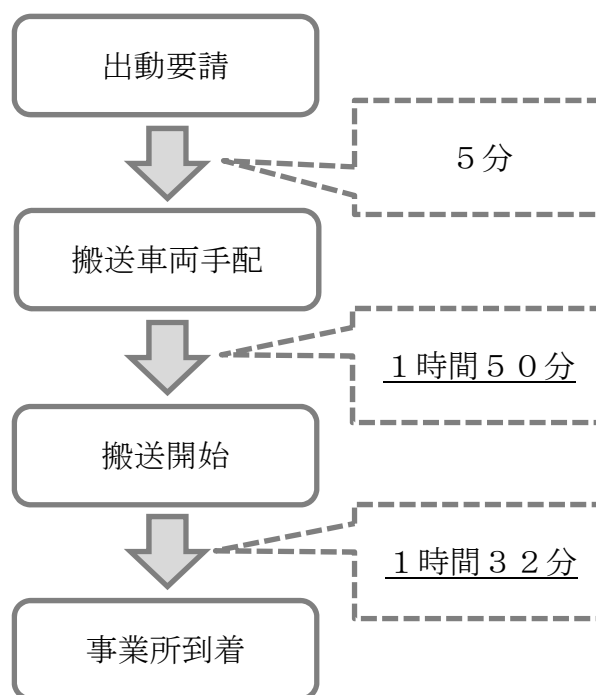 出動要請
５分
搬送車両手配
１時間５０分
搬送開始
１時間３２分
事業所到着